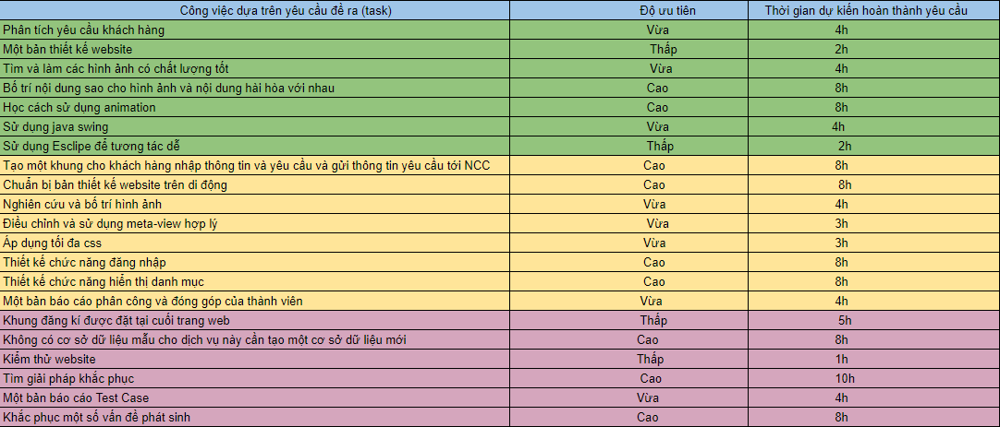 Công việc dựa trên yêu cầu đề ra (task) Độ ưu tiên Thời gian dự kiến hoàn thành yêu cầu
Phân tích yêu cầu khách hàng Vừa 4h
Một bản thiết kế website Thấp 2h
Tìm và làm các hình ảnh có chất lượng tốt Vừa 4h
Bố trí nội dung sao cho hình ảnh và nội dung hài hòa với nhau Cao 8h
Học cách sử dụng animation Cao 8h
Sử dụng java swing Vừa 4h
Sử dụng Esclipe để tương tác dễ Thấp 2h
Tạo một khung cho khách hàng nhập thông tin và yêu cầu và gửi thông tin yêu cầu tới NCC Cao 8h
Chuẩn bị bản thiết kế website trên di động Cao 8h
Nghiên cứu và bố trí hình ảnh Vừa 4h
Điều chỉnh và sử dụng meta-view hợp lý Vừa 3h
Áp dụng tối đa css Vừa 3h
Thiết kế chức năng đăng nhập Cao 8h
Thiết kế chức năng hiển thị danh mục Cao 8h
Một bản báo cáo phân công và đóng góp của thành viên Vừa 4h
Khung đăng kí được đặt tại cuối trang web Thấp 5h
Không có cơ sở dữ liệu mẫu cho dịch vụ này cần tạo một cơ sở dữ liệu mới Cao 8h
Kiểm thử website Thấp 1h
Tìm giải pháp khắc phục Cao 10h
Một bản báo cáo Test Case Vừa 4h
Khắc phục một số vấn đề phát sinh Cao 8h